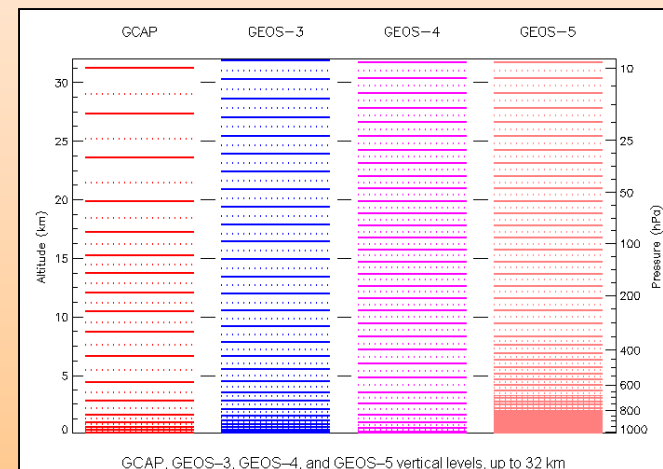 GCAP GEOS-3 GEOS-4 GEOS-5
30 10
25 25
20 50
15 100
10 200
5 400
600
800
0 1000
Altitude (km)
Pressure (hPa)
GCAP, GEOS-3, GEOS-4, and GEOS-5 vertical levels, up to 32 km